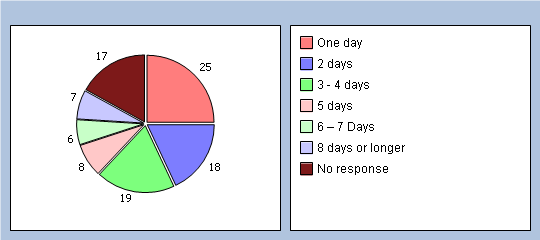 17
25
7
6
8
19
18
One day
2 days
3 - 4 days
5 days
6 – 7 Days
8 days or longer
No response